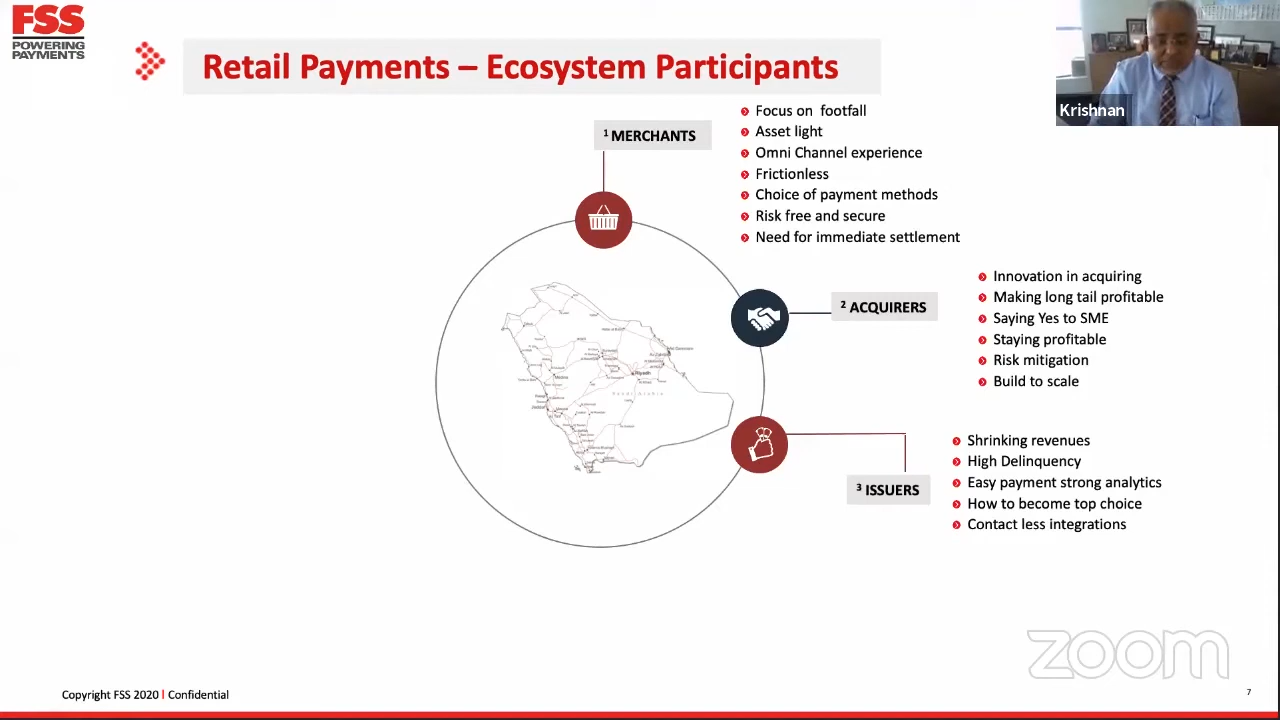 FSS
POWERING
PAYMENTS
Retail Payments – Ecosystem Participants
Krishnan
1 MERCHANTS
Focus on footfall
Asset light
Omni Channel experience
Frictionless
Choice of payment methods
Risk free and secure
Need for immediate settlement
2 ACQUIRERS
Innovation in acquiring
Making long tail profitable
Saying Yes to SME
Staying profitable
Risk mitigation
Build to scale
Riyadh
Saudi Arabia
3 ISSUERS
Shrinking revenues
High Delinquency
Easy payment strong analytics
How to become top choice
Contact less integrations
zoom
Copyright FSS 2020 | Confidential
7